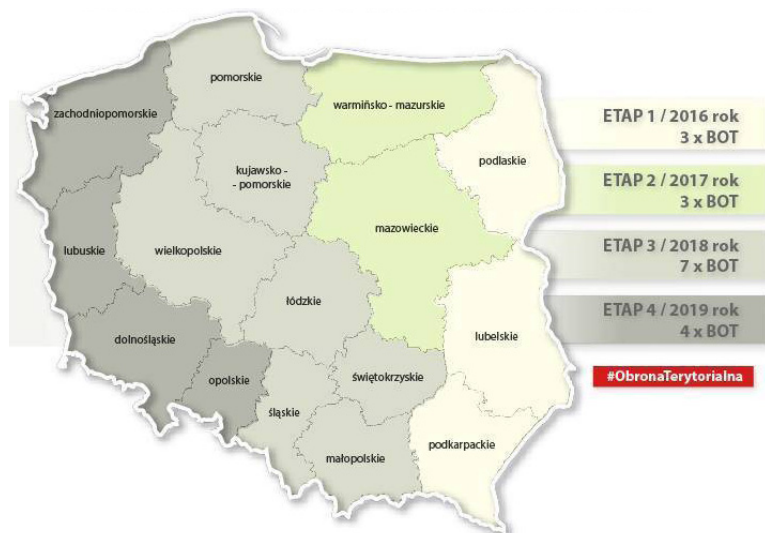 pomorskie
warmińsko - mazurskie
zachodniopomorskie
podlaskie
kujawsko -
- pomorskie
mazowieckie
lubuskie
wielkopolskie
łódzkie
lubelskie
dolnośląskie
opolskie
świętokrzyskie
śląskie
podkarpackie
małopolskie
ETAP 1 / 2016 rok
3 x BOT
ETAP 2 / 2017 rok
3 x BOT
ETAP 3 / 2018 rok
7 x BOT
ETAP 4 / 2019 rok
4 x BOT
#ObronaTerytorialna